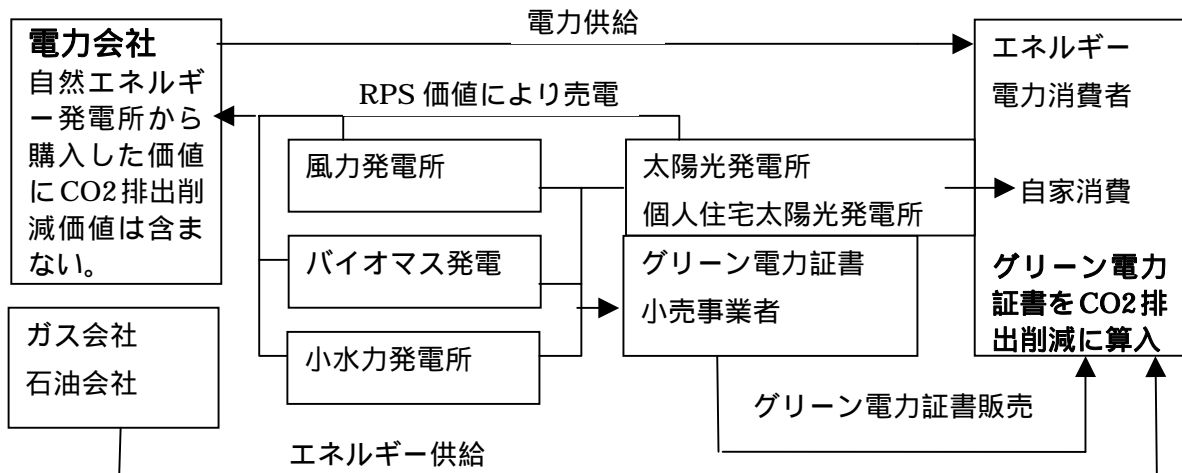 電力供給
電力会社
自然エネルギ
ー発電所から
購入した価値
にCO2排出削
減価値は含ま
ない。
RPS 価値により売電
エネルギー
電力消費者
風力発電所
太陽光発電所
個人住宅太陽光発電所
自家消費
バイオマス発電
グリーン電力証書
小売事業者
グリーン電力
証書をCO2排
出削減に算入
ガス会社
石油会社
小水力発電所
グリーン電力証書販売
エネルギー供給